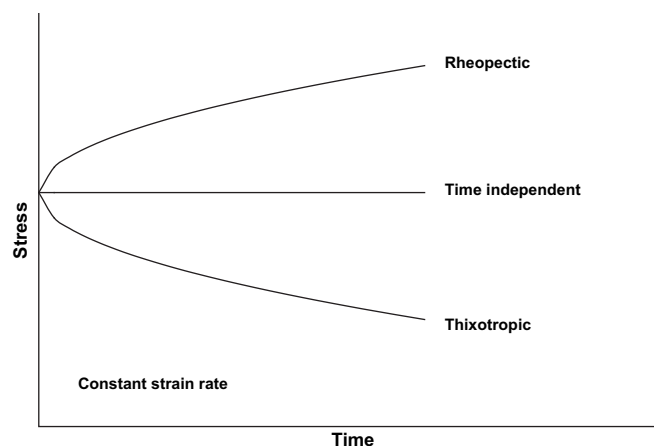 Rheopectic
Time independent
Stress
Thixotropic
Constant strain rate
Time